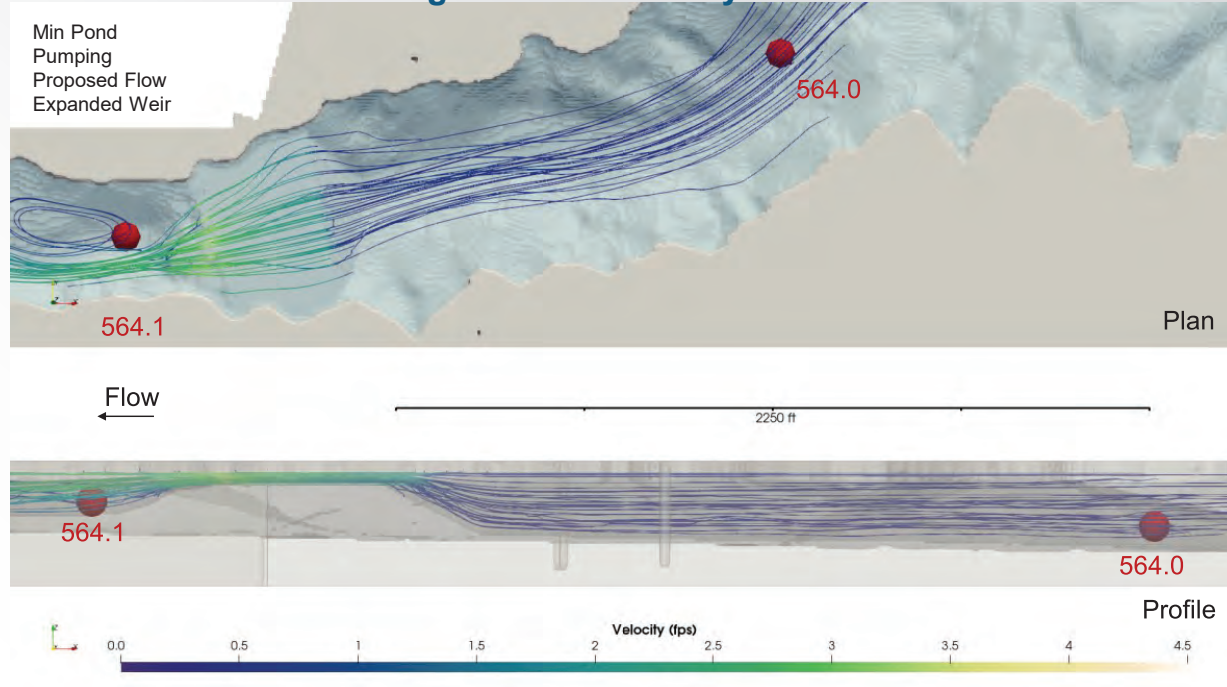 Min Pond
Pumping
Proposed Flow
Expanded Weir
564.0
564.1
Plan
Flow
2250 ft
564.1
564.0
Profile
Velocity (fps)
0.0 0.5 1 1.5 2 2.5 3 3.5 4 4.5